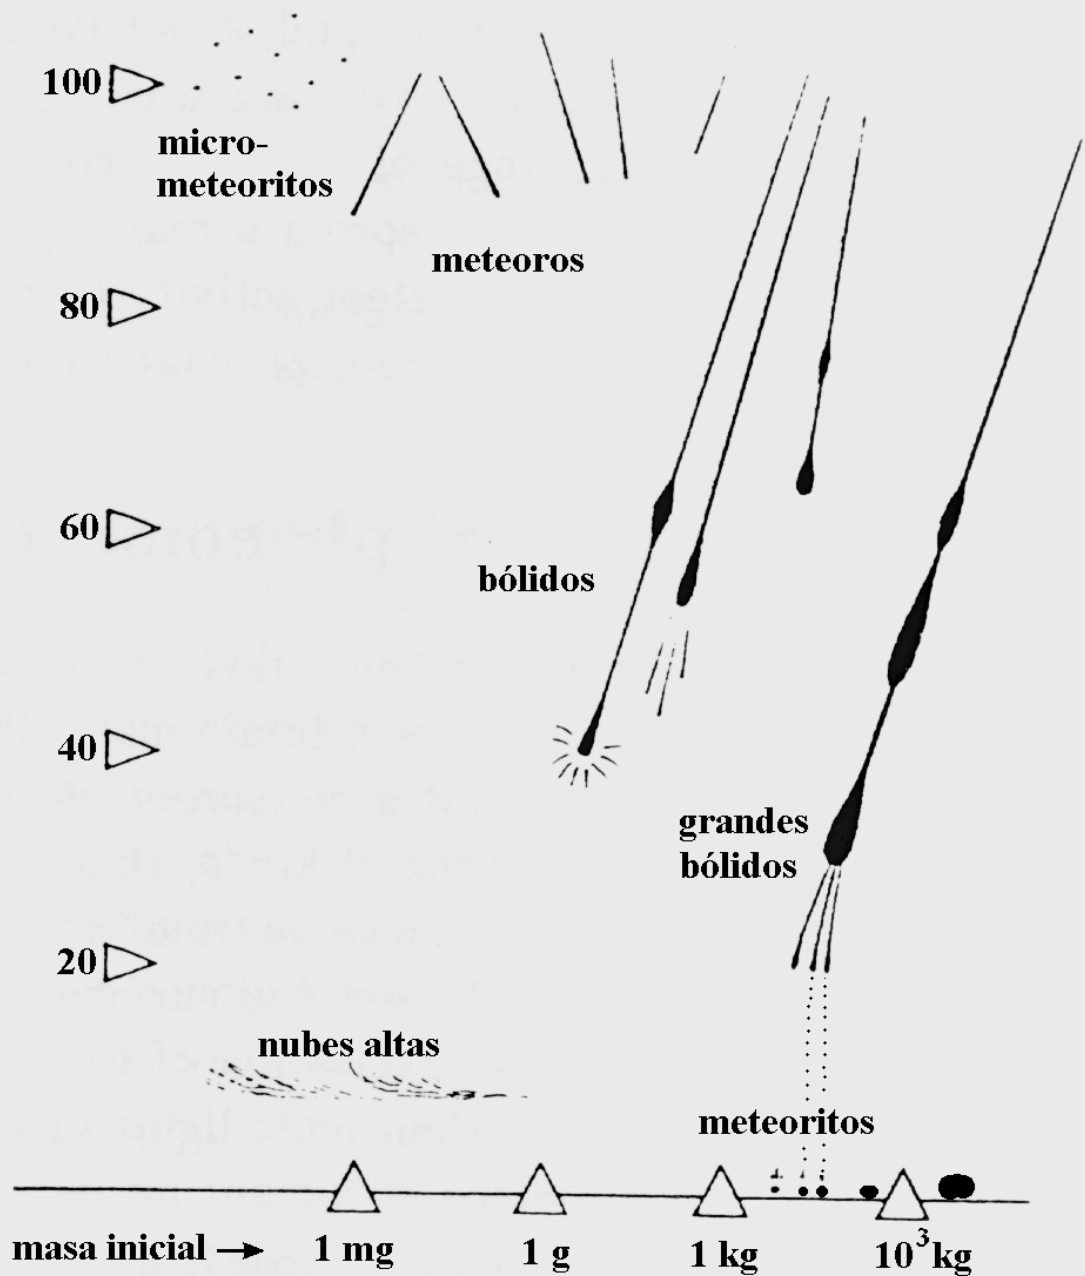 100
micro-
meteoritos
meteoros
80
60
bólidos
40
grandes
bólidos
20
nubes altas
meteoritos
masa inicial → 1 mg 1 g 1 kg 10³kg